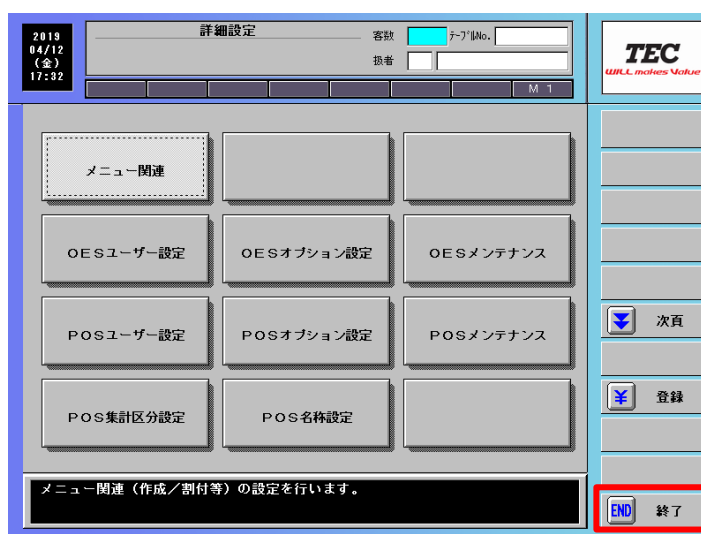 2019
04/12
(金)
17:32
詳細設定
客数
ﾃｰﾌﾞﾙNo.
扱者
M 1
TEC
WILL makes Value
メニュー関連
OESユーザー設定
OESオプション設定
OESメンテナンス
POSユーザー設定
POSオプション設定
POSメンテナンス
POS集計区分設定
POS名称設定
次頁
¥ 登録
メニュー関連（作成／割付等）の設定を行います。
END 終了